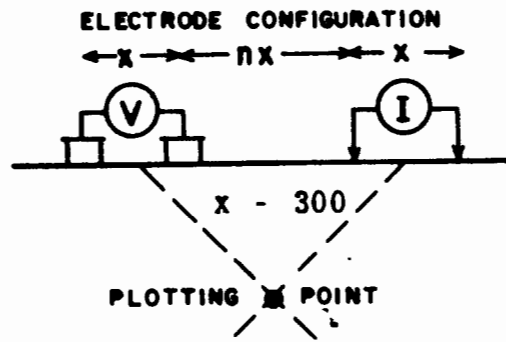 ELECTRODE CONFIGURATION
x nx x
V I
x - 300
PLOTTING POINT